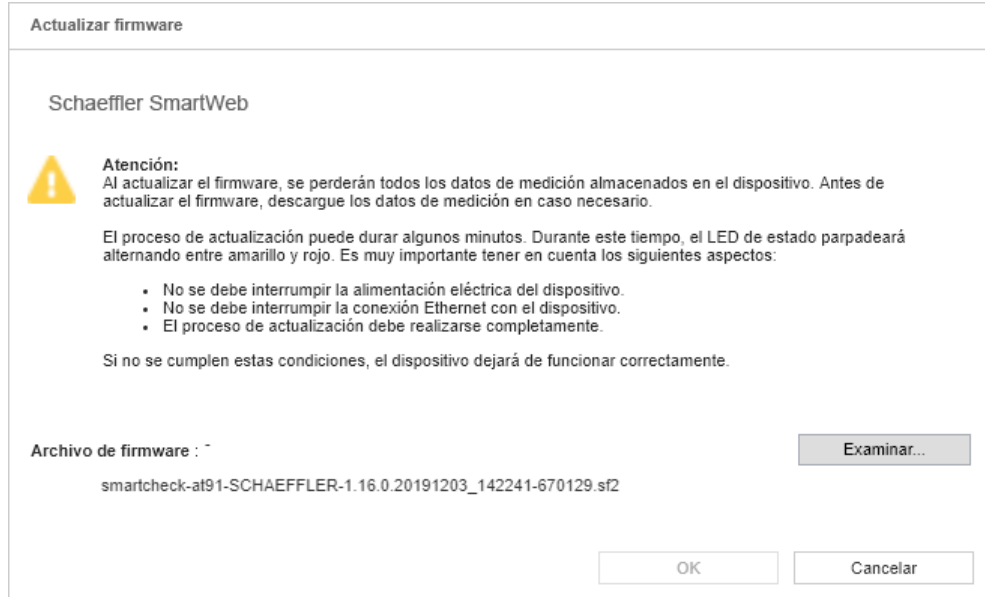 Actualizar firmware
Schaeffler SmartWeb
Atención:
Al actualizar el firmware, se perderán todos los datos de medición almacenados en el dispositivo. Antes de
actualizar el firmware, descargue los datos de medición en caso necesario.
El proceso de actualización puede durar algunos minutos. Durante este tiempo, el LED de estado parpadeará
alternando entre amarillo y rojo. Es muy importante tener en cuenta los siguientes aspectos:
• No se debe interrumpir la alimentación eléctrica del dispositivo.
• No se debe interrumpir la conexión Ethernet con el dispositivo.
• El proceso de actualización debe realizarse completamente.
Si no se cumplen estas condiciones, el dispositivo dejará de funcionar correctamente.
Archivo de firmware : -
Examinar...
smartcheck-at91-SCHAEFFLER-1.16.0.20191203_142241-670129.sf2
OK
Cancelar